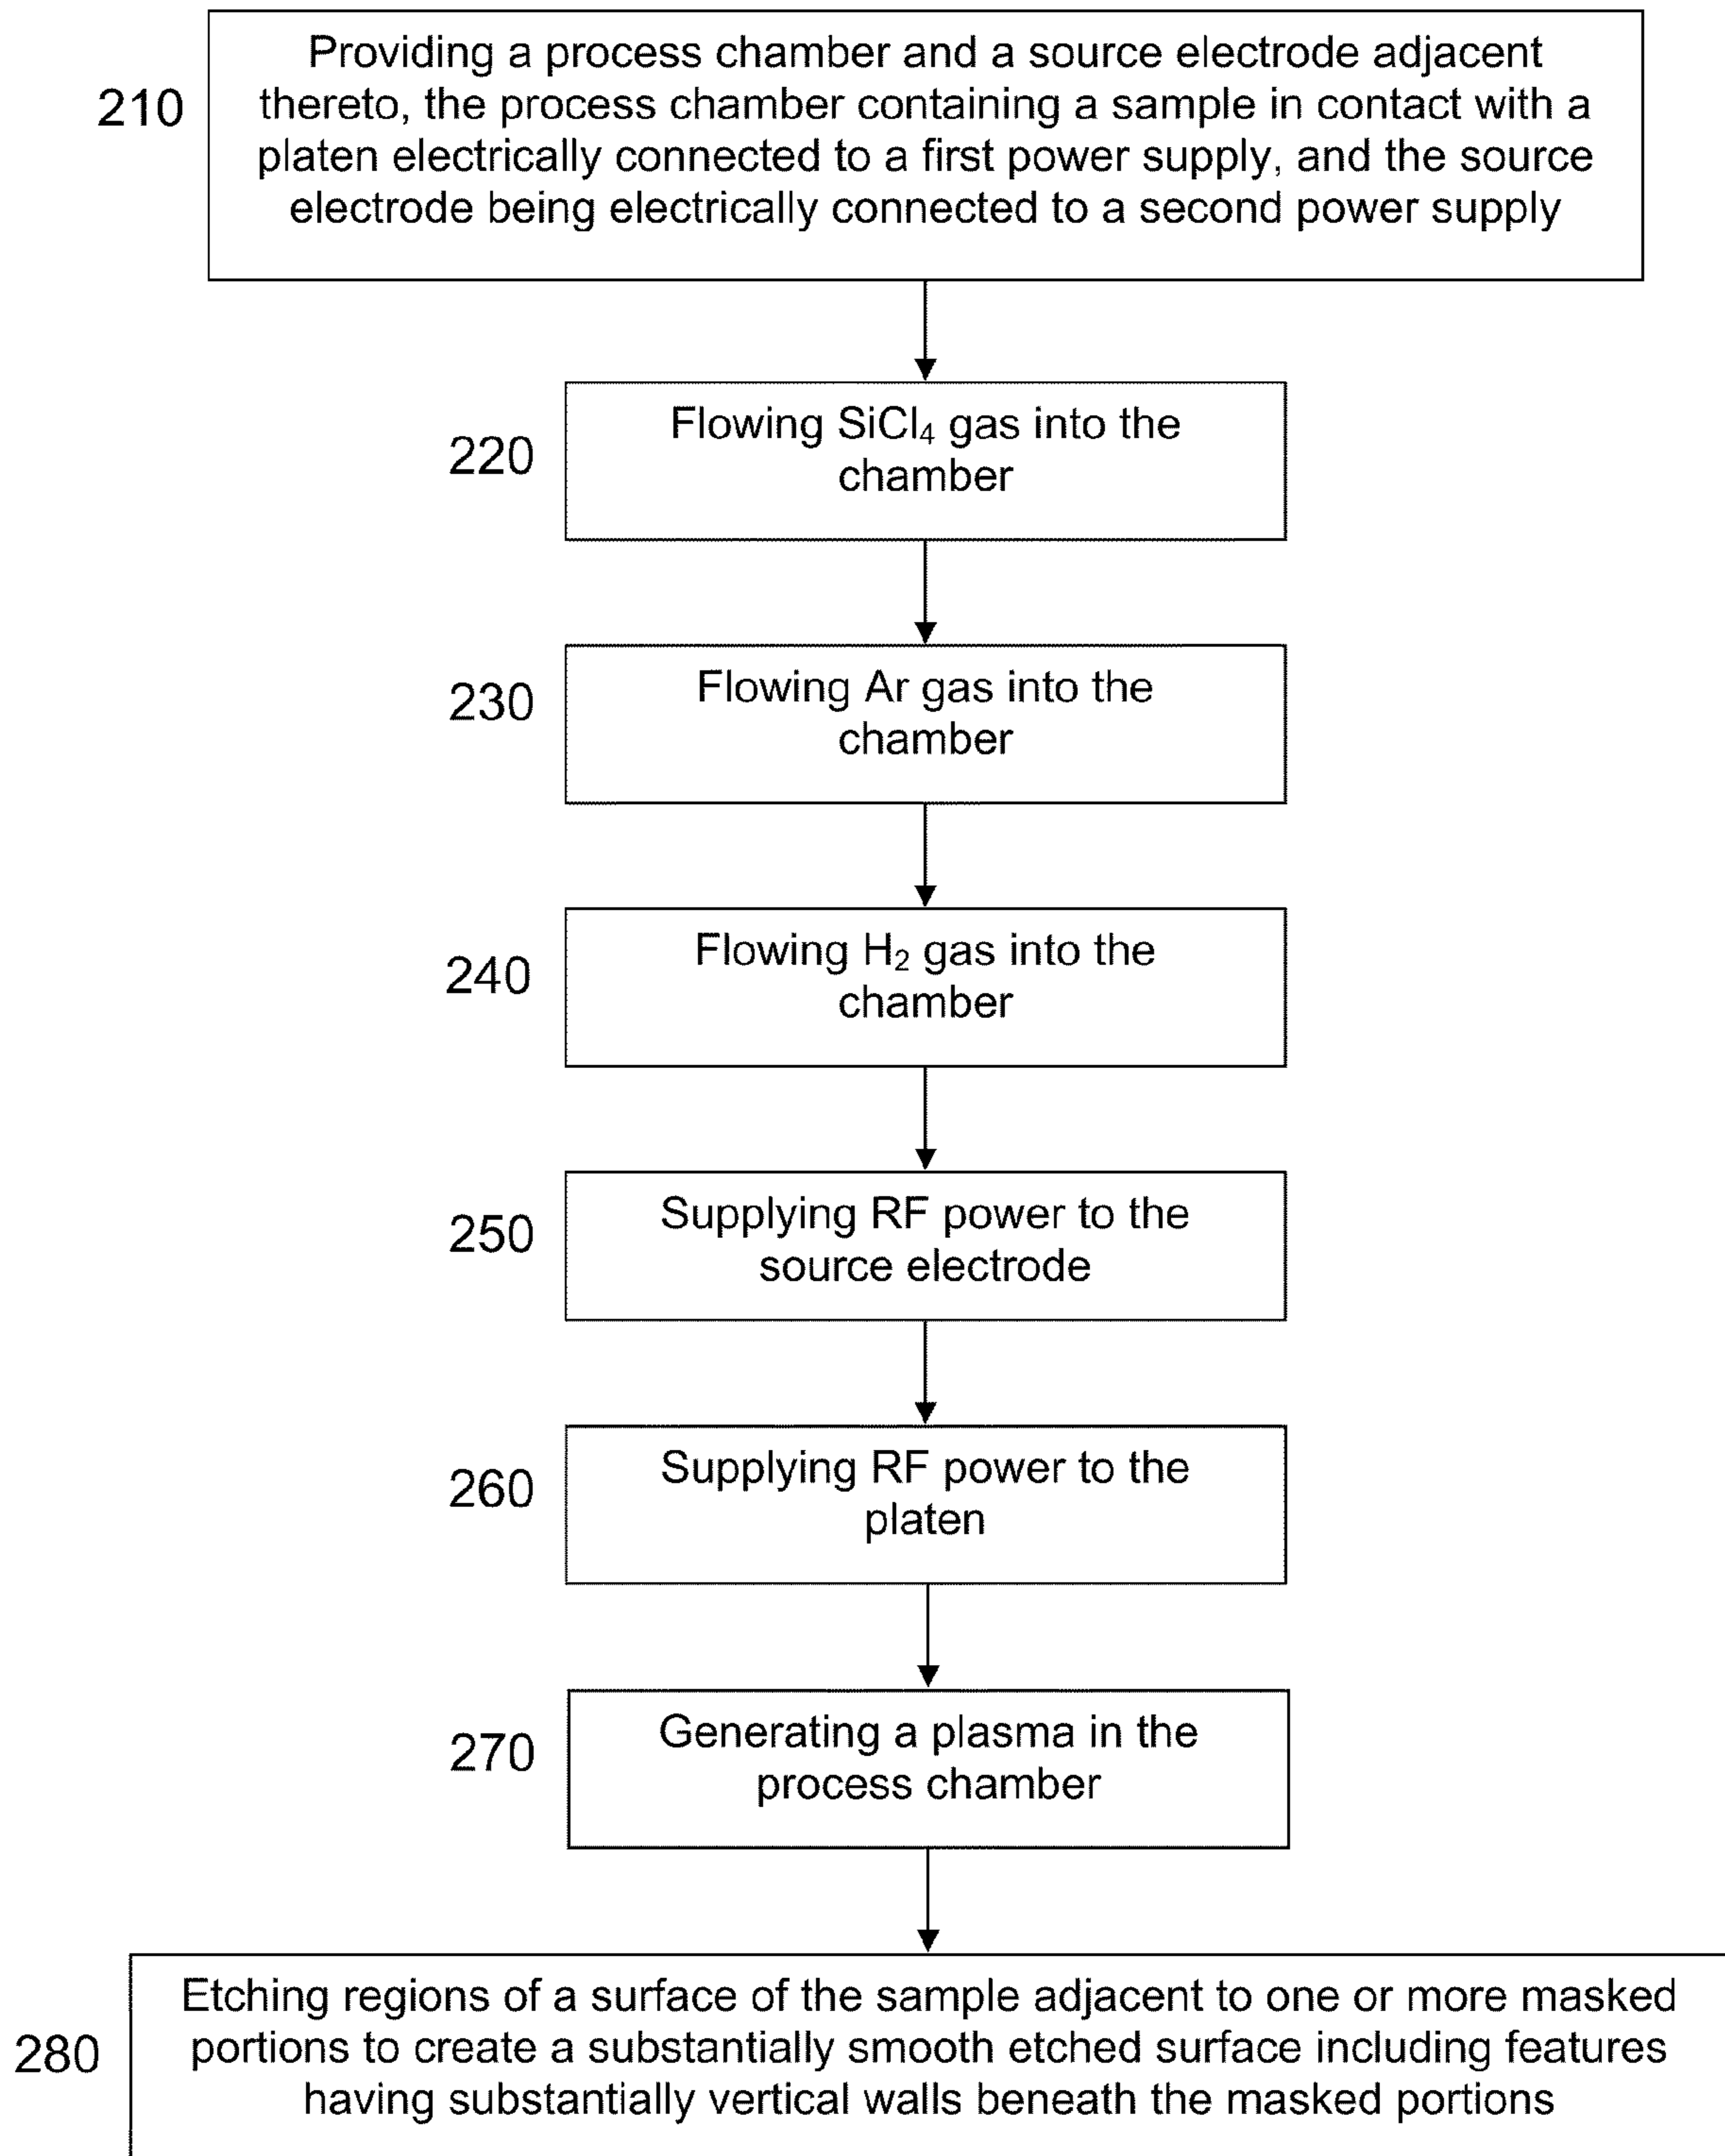 Providing a process chamber and a source electrode adjacent
210
thereto, the process chamber containing a sample in contact with a
platen electrically connected to a first power supply, and the source
electrode being electrically connected to a second power supply
Flowing SiCl₄ gas into the
220
chamber
Flowing Ar gas into the
230
chamber
Flowing H₂ gas into the
240
chamber
Supplying RF power to the
250
source electrode
Supplying RF power to the
260
platen
Generating a plasma in the
270
process chamber
Etching regions of a surface of the sample adjacent to one or more masked
280
portions to create a substantially smooth etched surface including features
having substantially vertical walls beneath the masked portions